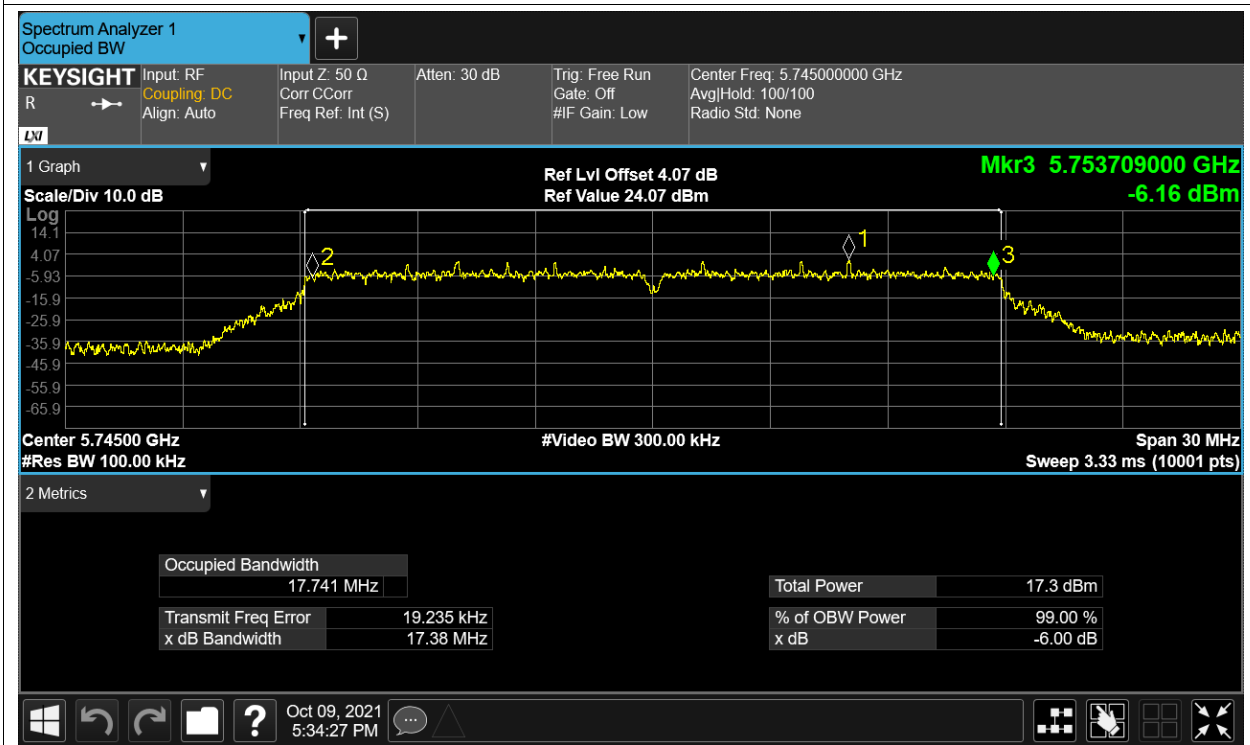 Spectrum Analyzer 1
Occupied BW
KEYSIGHT
R
LXI
Input: RF
Coupling: DC
Align: Auto
Input Z: 50 Ω
Corr CCorr
Freq Ref: Int (S)
Atten: 30 dB
Trig: Free Run
Gate: Off
#IF Gain: Low
Center Freq: 5.745000000 GHz
Avg|Hold: 100/100
Radio Std: None
1 Graph
Scale/Div 10.0 dB
Ref Lvl Offset 4.07 dB
Ref Value 24.07 dBm
Mkr3 5.753709000 GHz
-6.16 dBm
Log
14.1
4.07
-5.93
-15.9
-25.9
-35.9
-45.9
-55.9
-65.9
2
1
3
Center 5.74500 GHz
#Res BW 100.00 kHz
#Video BW 300.00 kHz
Span 30 MHz
Sweep 3.33 ms (10001 pts)
2 Metrics
Occupied Bandwidth
17.741 MHz
Transmit Freq Error 19.235 kHz
x dB Bandwidth 17.38 MHz
Total Power 17.3 dBm
% of OBW Power 99.00 %
x dB -6.00 dB
?
Oct 09, 2021
5:34:27 PM